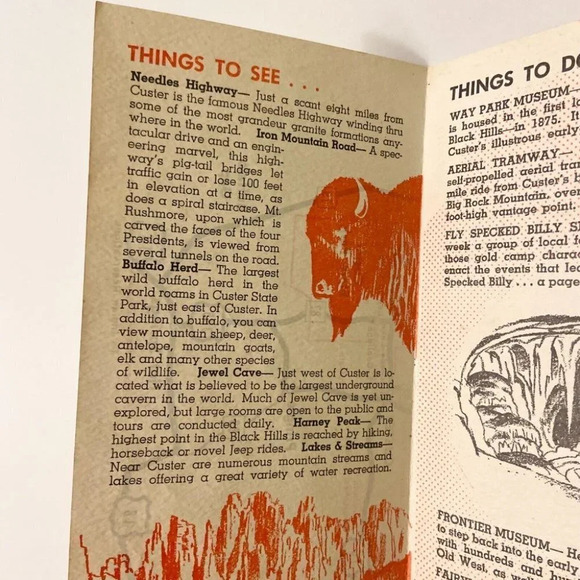 THINGS TO SEE . . .
Needles Highway— Just a scant eight miles from
Custer is the famous Needles Highway winding thru
some of the most grandeur granite formations any-
where in the world. Iron Mountain Road— A spec-
tacular drive and an engin-
eering marvel, this high-
way's pig-tail bridges let
traffic gain or lose 100 feet
in elevation at a time, as
does a spiral staircase. Mt.
Rushmore, upon which is
carved the faces of the four
Presidents, is viewed from
several tunnels on the road.
Buffalo Herd— The largest
wild buffalo herd in the
world roams in Custer State
Park, just east of Custer. In
addition to buffalo, you can
view mountain sheep, deer,
antelope, mountain goats,
elk and many other species
of wildlife. Jewel Cave— Just west of Custer is lo-
cated what is believed to be the largest underground
cavern in the world. Much of Jewel Cave is yet un-
explored, but large rooms are open to the public and
tours are conducted daily. Harney Peak— The
highest point in the Black Hills is reached by hiking,
horseback or novel Jeep rides. Lakes & Streams—
Near Custer are numerous mountain streams and
lakes offering a great variety of water recreation.
THINGS TO DO
WAY PARK MUSEUM—
is housed in the first l
Black Hills—in 1875. It
Custer's illustrous early
AERIAL TRAMWAY—
self-propelled aerial tram
mile ride from Custer's b
Big Rock Mountain, over
foot-high vantage point.
FLY SPECKED BILLY S
week a group of local
those gold camp charac
enact the events that lea
Specked Billy . . . a page
FRONTIER MUSEUM— Ha
to step back into the early
with hundreds and hu
Old West, as well